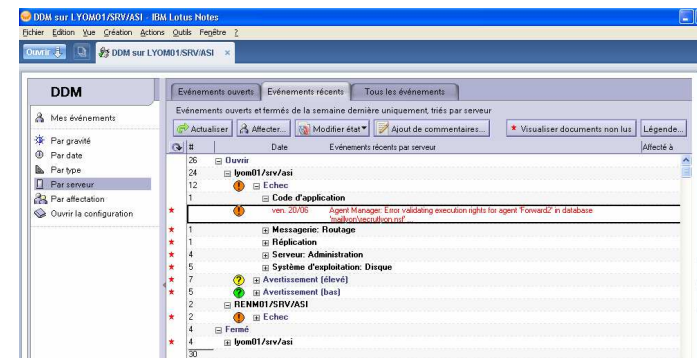 DDM sur LYOM01/SRV/ASI - IBM Lotus Notes
Fichier Edition Vue Création Actions Outils Fenêtre ?
Ouvrir DDM sur LYOM01/SRV/ASI ×
DDM
Mes événements
Par gravité
Par date
Par type
Par serveur
Par affectation
Ouvrir la configuration
Evénements ouverts Evénements récents Tous les événements
Evénements ouverts et fermés de la semaine dernière uniquement, triés par serveur
Actualiser Affecter... Modifier état Ajout de commentaires... Visualiser documents non lus Légende...
# Date Evénements récents par serveur Affecté à
26 Ouvrir
24 lyom01/srv/asi
12 Echec
1 Code d'application
ven. 20/06 Agent Manager: Error validating execution rights for agent 'Forward2' in database
'mail\lyon\recrutlyon.nsf'...
1 Messagerie: Routage
1 Réplication
4 Serveur: Administration
5 Système d'exploitation: Disque
7 Avertissement (élevé)
5 Avertissement (bas)
2 RENM01/SRV/ASI
2 Echec
4 Fermé
4 lyom01/srv/asi
30